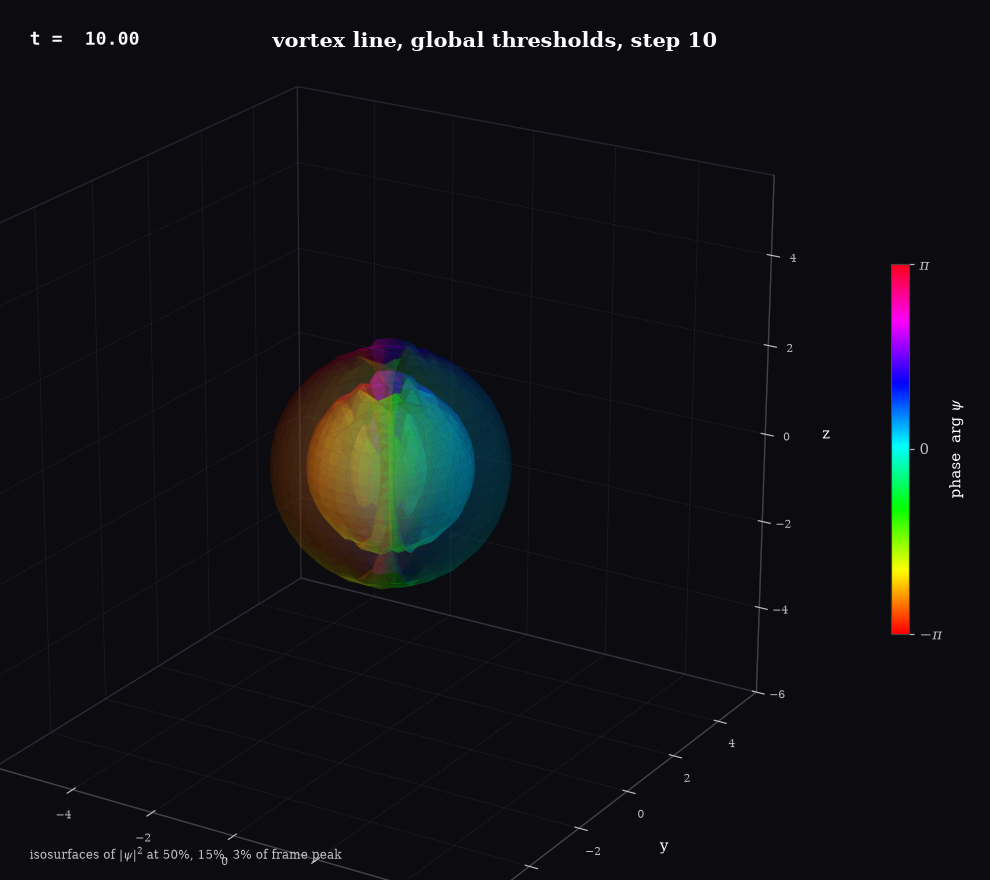 t =  10.00
vortex line, global thresholds, step 10
4
2
0
−2
−4
−6
z
4
2
0
−2
y
−4
−2
0
π
0
−π
phase  arg ψ
isosurfaces of |ψ|² at 50%, 15%, 3% of frame peak